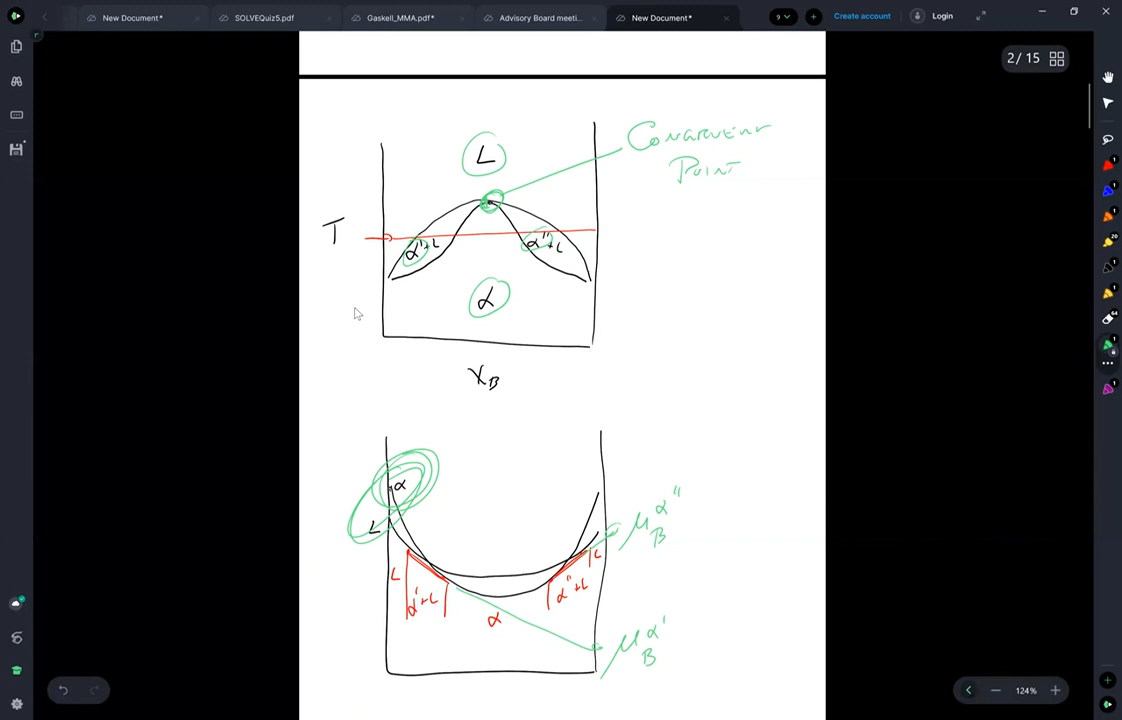 New Document*
SOLVEQuiz5.pdf
Gaskell_MMA.pdf*
Advisory Board meeti...
New Document*
9
Create account
Login
2/ 15
L
CONGRUENT
POINT
T
α'+L
α''+L
α
X_B
α
L
μ_B^α''
L
α'+L
α''+L
L
α
μ_B^α'
124%